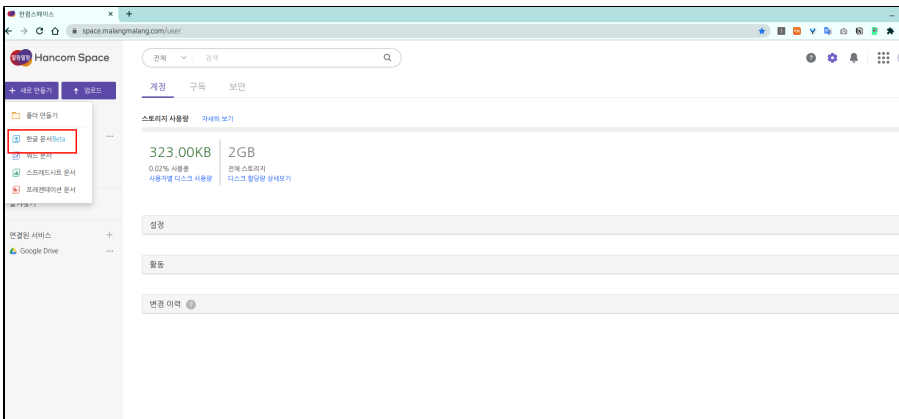 한컴스페이스
space.malangmalang.com/user
말랑말랑 Hancom Space
전체 검색
+ 새로 만들기 업로드
계정 구독 보안
폴더 만들기
스토리지 사용량 자세히 보기
한글 문서Beta
워드 문서
323.00KB 2GB
0.02% 사용중 전체 스토리지
사용자별 디스크 사용량 디스크 할당량 상세보기
스프레드시트 문서
프레젠테이션 문서
설정
연결된 서비스 +
Google Drive
활동
변경 이력